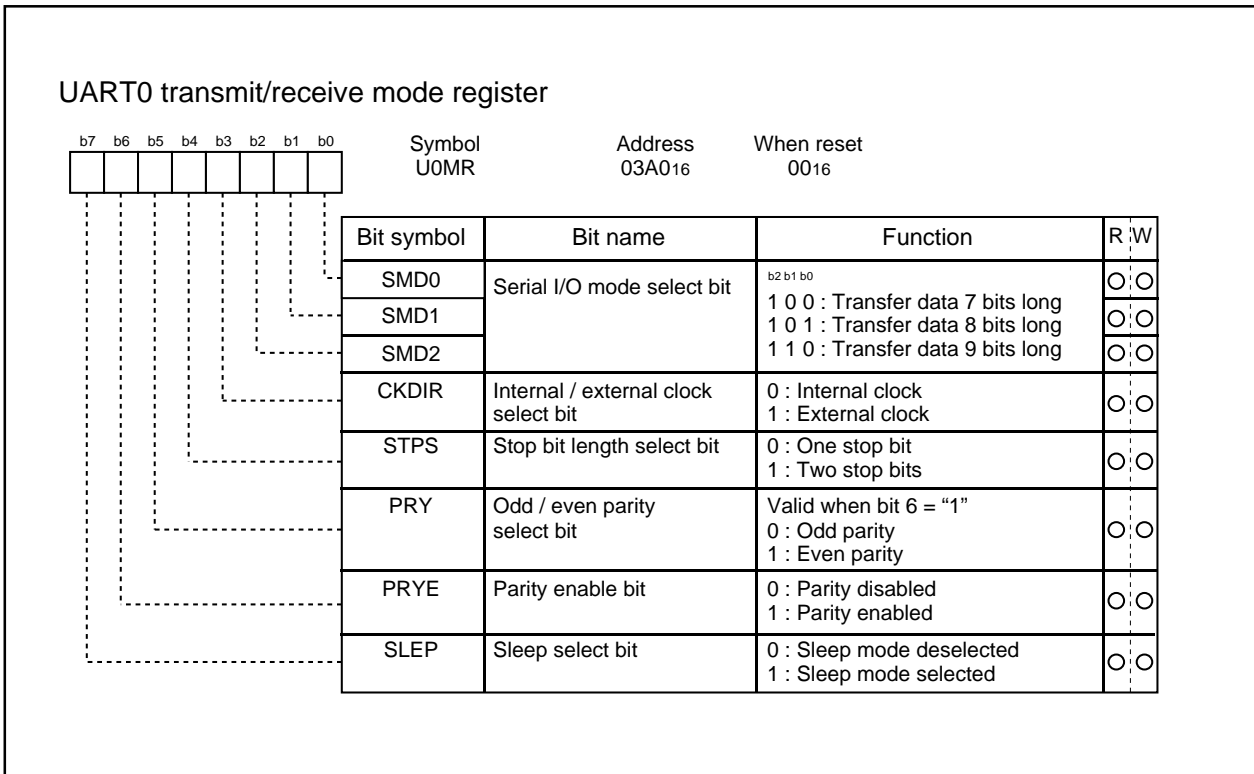 UART0 transmit/receive mode register
b7 b6 b5 b4 b3 b2 b1 b0
Symbol Address When reset
U0MR 03A016 0016
Bit symbol Bit name Function R W
SMD0 Serial I/O mode select bit
b2 b1 b0
1 0 0 : Transfer data 7 bits long
SMD1
1 0 1 : Transfer data 8 bits long
SMD2
1 1 0 : Transfer data 9 bits long
CKDIR Internal / external clock
select bit
0 : Internal clock
1 : External clock
STPS Stop bit length select bit
0 : One stop bit
1 : Two stop bits
PRY Odd / even parity
select bit
Valid when bit 6 = “1”
0 : Odd parity
1 : Even parity
PRYE Parity enable bit
0 : Parity disabled
1 : Parity enabled
SLEP Sleep select bit
0 : Sleep mode deselected
1 : Sleep mode selected